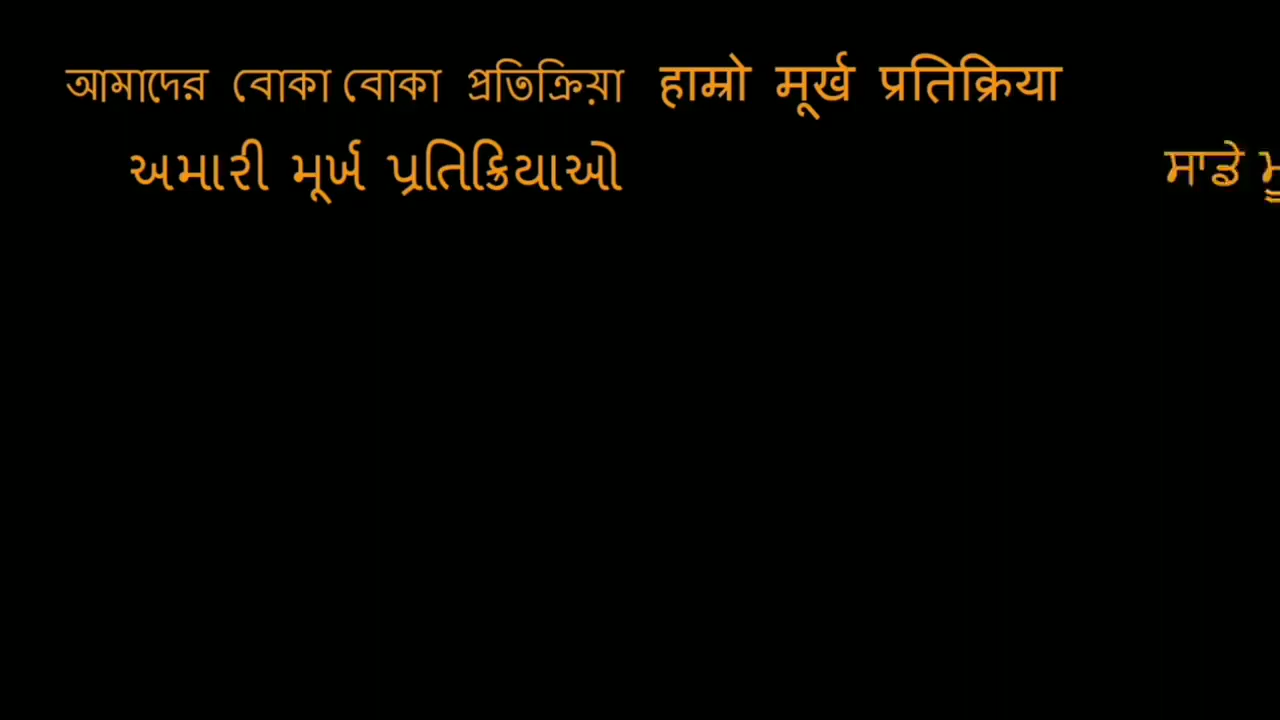 আমাদের বোকা বোকা প্রতিক্রিয়া हाम्रो मूर्ख प्रतिक्रिया
અમારી મૂર્ખ પ્રતિક્રિયાઓ ਸਾਡੇ